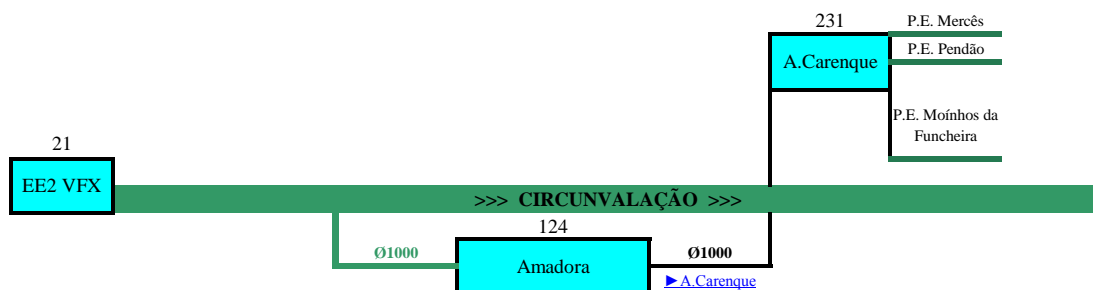 231
P.E. Mercês
A.Carenque
P.E. Pendão
P.E. Moínhos da
Funcheira
21
EE2 VFX
>>> CIRCUNVALAÇÃO >>>
124
Ø1000
Amadora
Ø1000
►A.Carenque